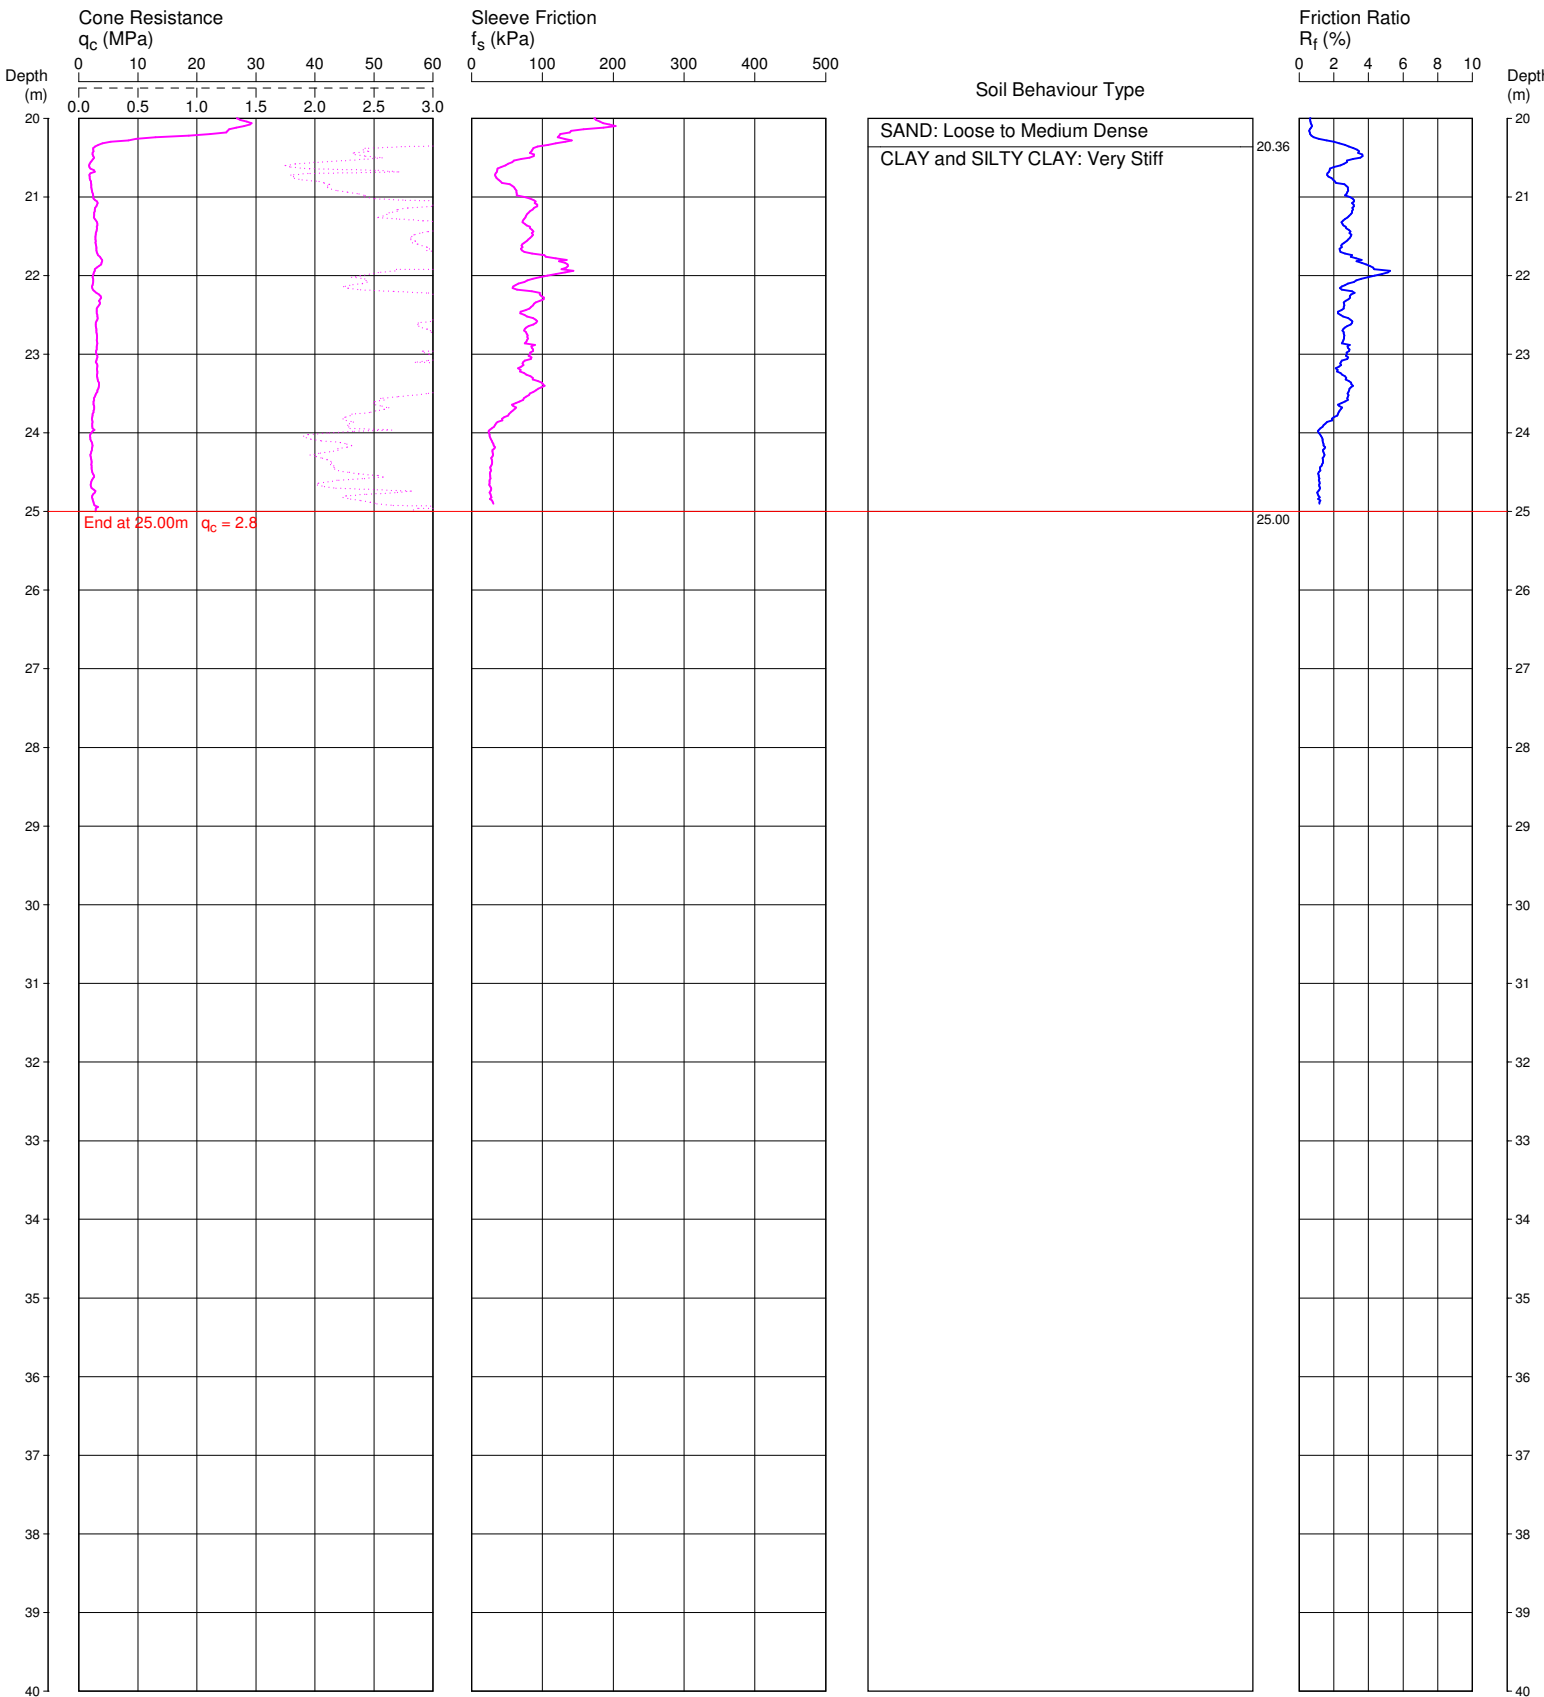 Cone Resistance
q_c (MPa)
Sleeve Friction
f_s (kPa)
Friction Ratio
R_f (%)
Depth
(m)
0 10 20 20 30 40 50 60
0.0 0.5 1.0 1.5 2.0 2.5 3.0
0 100 200 300 400 500
Soil Behaviour Type
0 2 4 6 8 10
Depth
(m)
20
SAND: Loose to Medium Dense
20.36
20
CLAY and SILTY CLAY: Very Stiff
21
21
22
22
23
23
24
24
25
25
End at 25.00m q_c = 2.8
25.00
26
26
27
27
28
28
29
29
30
30
31
31
32
32
33
33
34
34
35
35
36
36
37
37
38
38
39
39
40
40